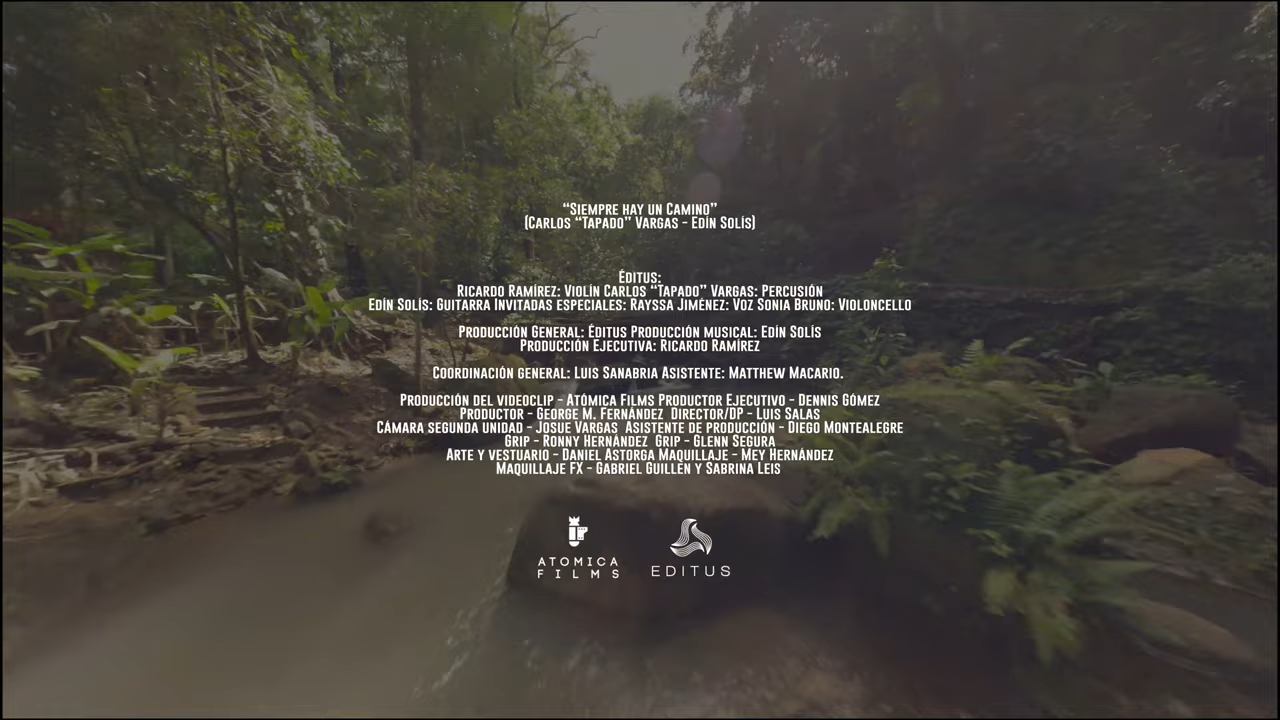 “Siempre hay un Camino”
(Carlos “Tapado” Vargas - Edín Solís)
Éditus:
Ricardo Ramírez: Violín Carlos “Tapado” Vargas: Percusión
Edín Solís: Guitarra Invitadas especiales: Rayssa Jiménez: Voz Sonia Bruno: Violoncello
Producción General: Éditus Producción musical: Edín Solís
Producción Ejecutiva: Ricardo Ramírez
Coordinación general: Luis Sanabria Asistente: Matthew Macario.
Producción del videoclip - Atómica Films Productor Ejecutivo - Dennis Gómez
Productor - George M. Fernández Director/DP - Luis Salas
Cámara segunda unidad - Josue Vargas Asistente de producción - Diego Montealegre
Grip - Ronny Hernández Grip - Glenn Segura
Arte y vestuario - Daniel Astorga Maquillaje - Mey Hernández
Maquillaje FX - Gabriel Guillen y Sabrina Leis
ATOMICA
FILMS
EDITUS